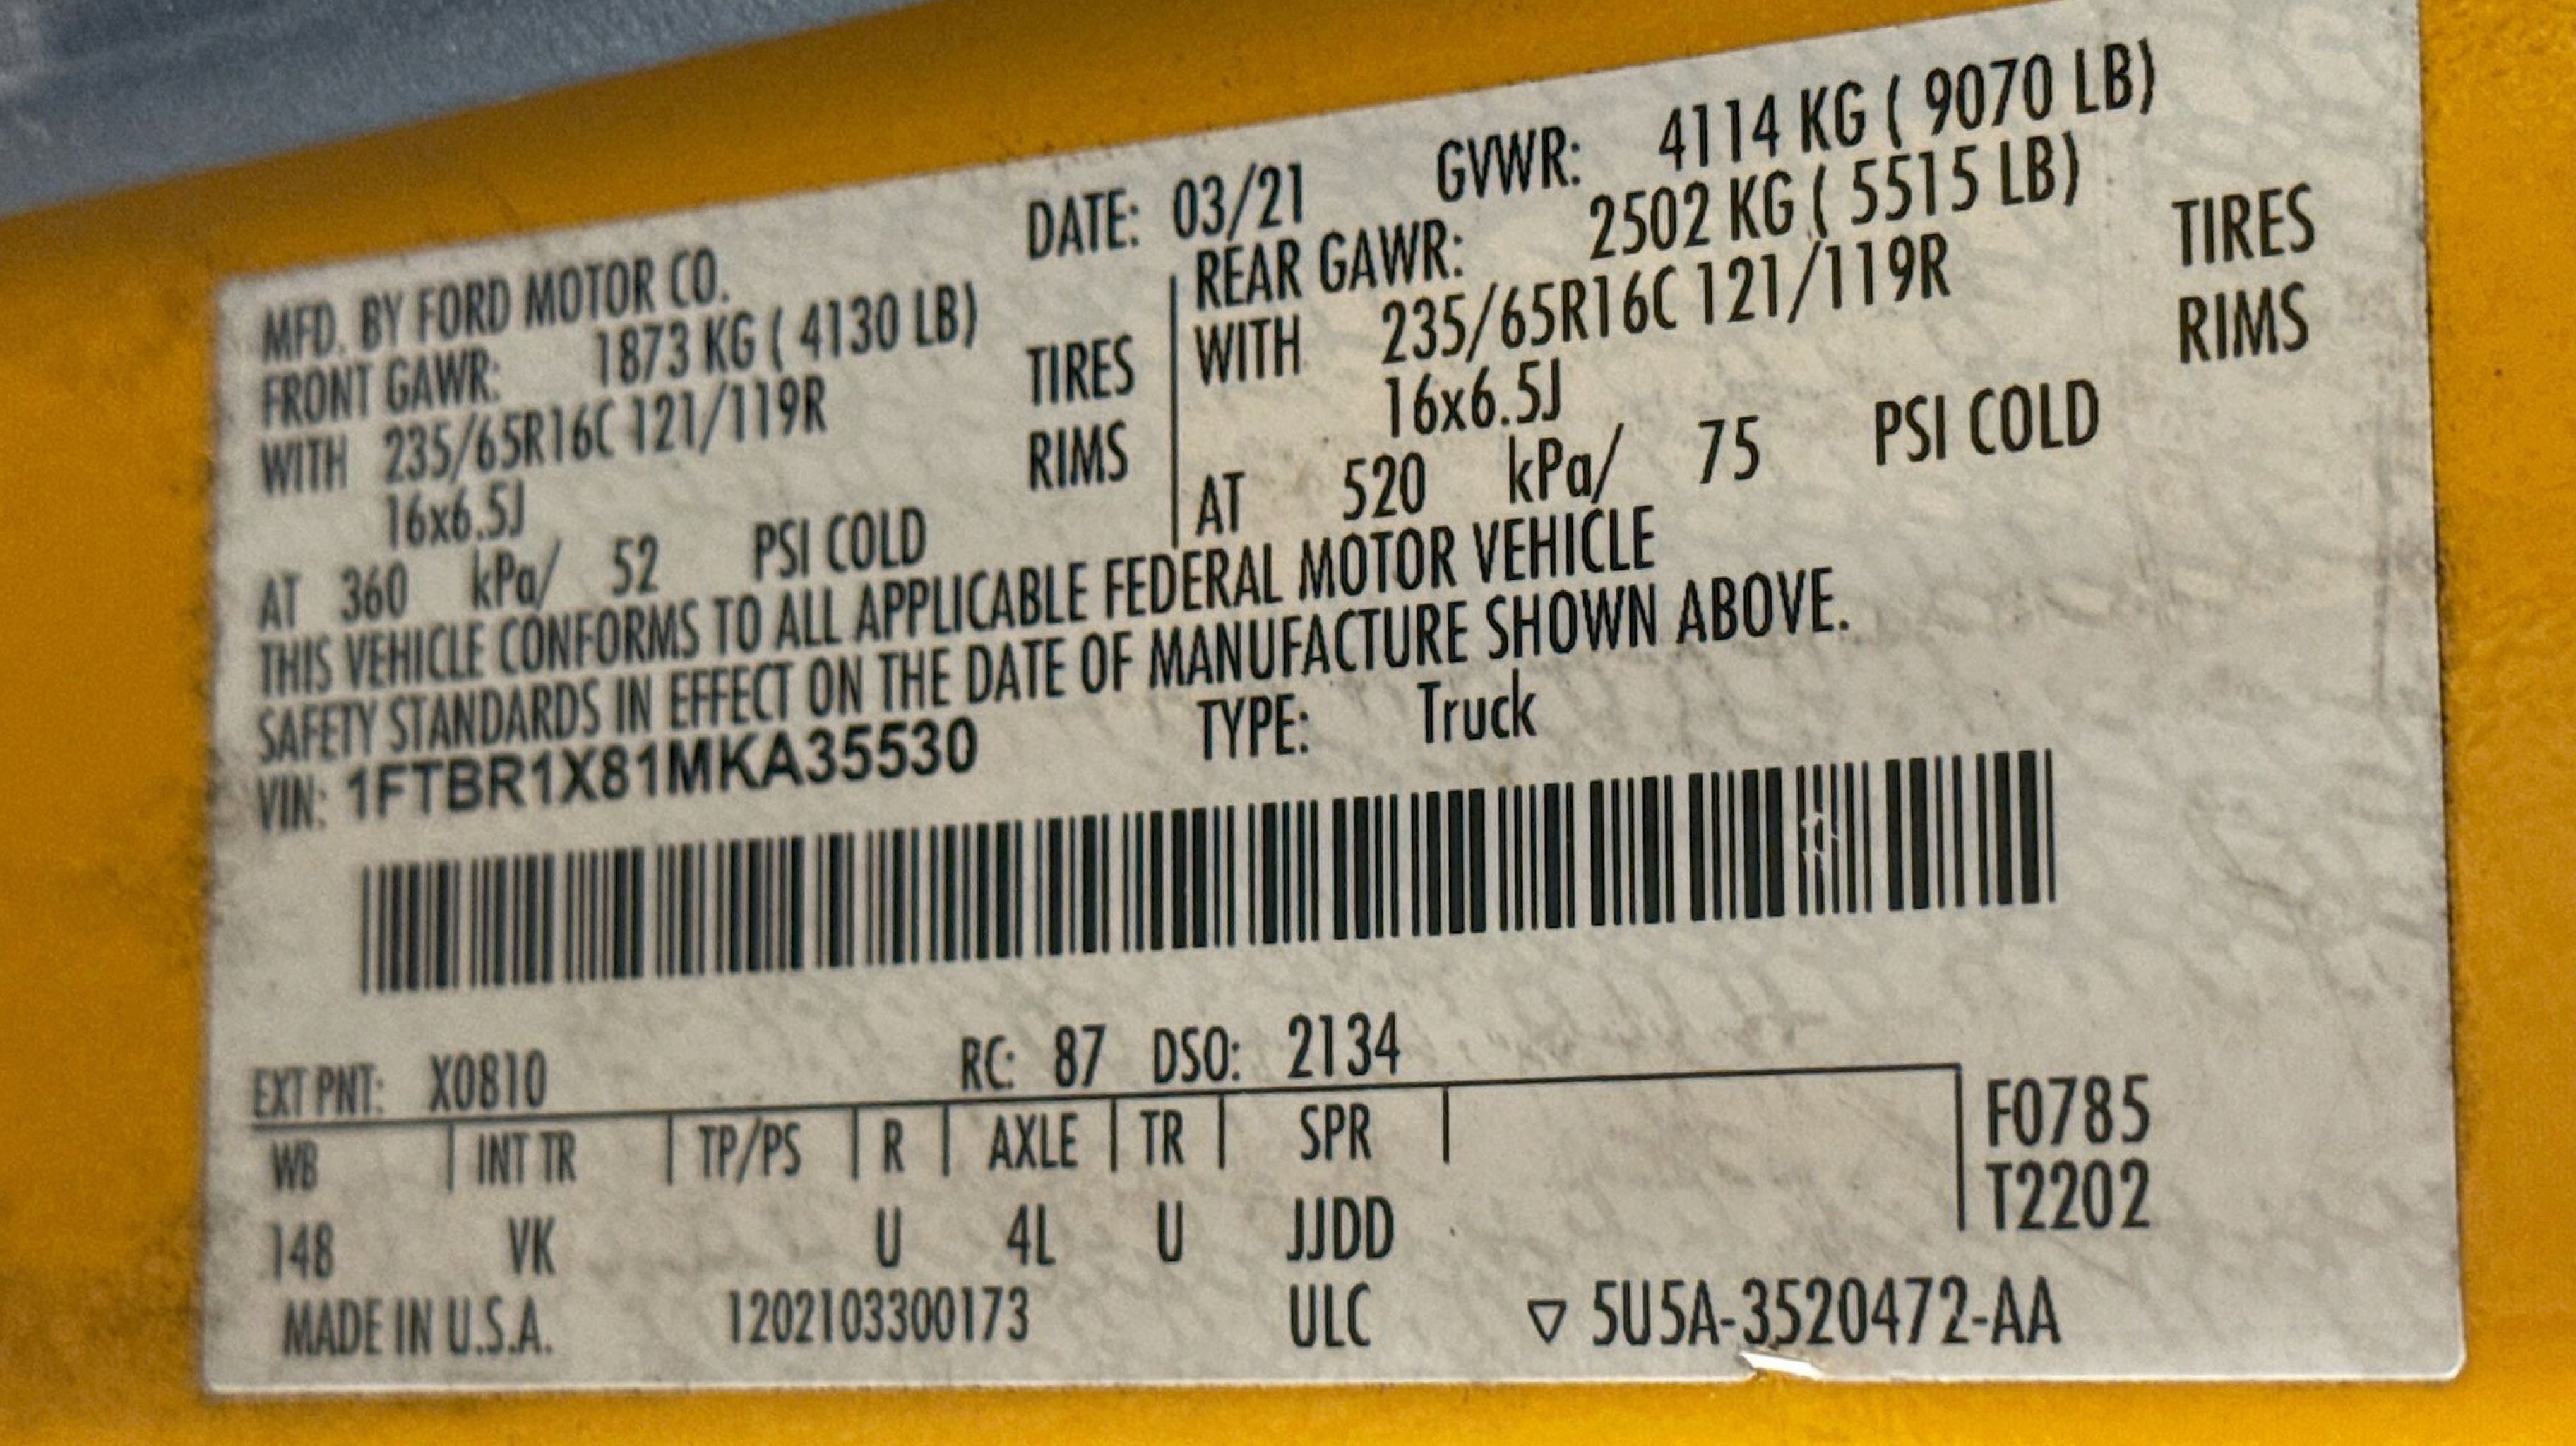 DATE: 03/21 GVWR: 4114 KG ( 9070 LB)
MFD. BY FORD MOTOR CO.
FRONT GAWR: 1873 KG ( 4130 LB)
WITH 235/65R16C 121/119R TIRES
16x6.5J RIMS
AT 360 kPa/ 52 PSI COLD
REAR GAWR: 2502 KG ( 5515 LB)
WITH 235/65R16C 121/119R TIRES
16x6.5J RIMS
AT 520 kPa/ 75 PSI COLD
THIS VEHICLE CONFORMS TO ALL APPLICABLE FEDERAL MOTOR VEHICLE
SAFETY STANDARDS IN EFFECT ON THE DATE OF MANUFACTURE SHOWN ABOVE.
VIN: 1FTBR1X81MKA35530 TYPE: Truck
EXT PNT: X0810 RC: 87 DSO: 2134
WB | INT TR | TP/PS | R | AXLE | TR | SPR | F0785
T2202
148 VK U 4L U JJDD
MADE IN U.S.A. 1202103300173 ULC ▽ 5U5A-3520472-AA